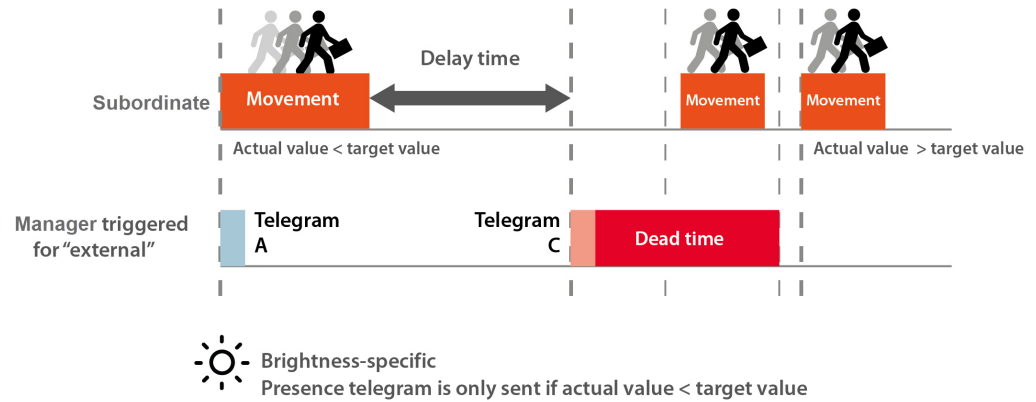 Delay time
Subordinate
Movement
Movement
Movement
Actual value < target value
Actual value > target value
Manager triggered
for “external”
Telegram
A
Telegram
C
Dead time
Brightness-specific
Presence telegram is only sent if actual value < target value